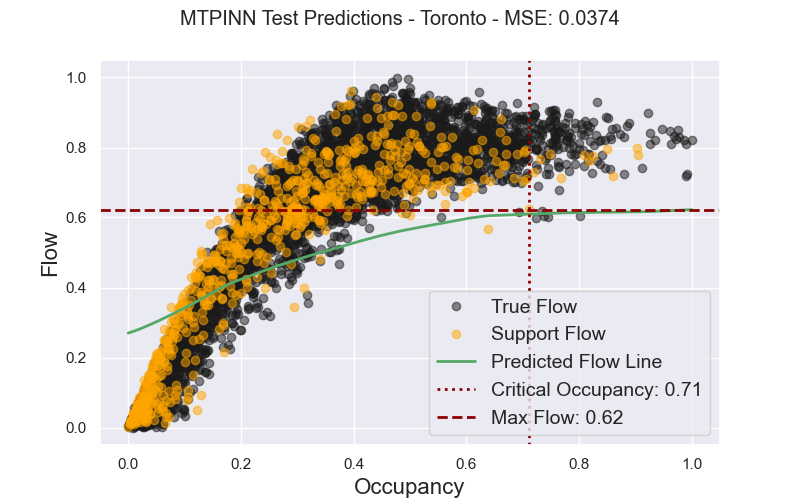 MTPINN Test Predictions - Toronto - MSE: 0.0374
1.0
0.8
0.6
0.4
0.2
0.0
Flow
True Flow
Support Flow
Predicted Flow Line
Critical Occupancy: 0.71
Max Flow: 0.62
0.0 0.2 0.4 0.6 0.8 1.0
Occupancy